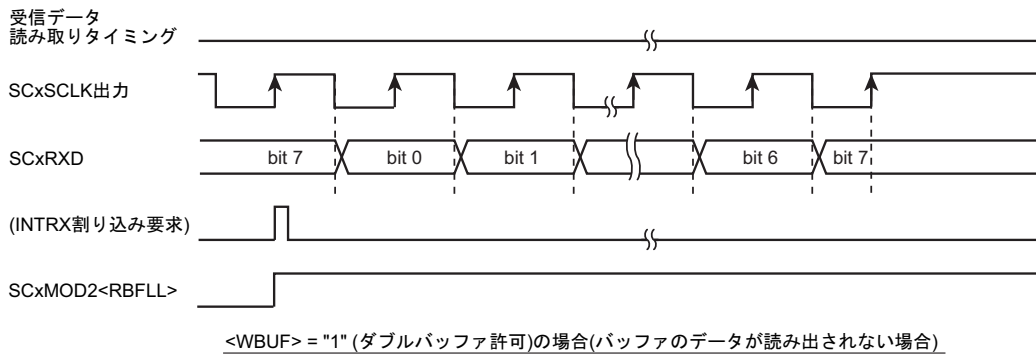 受信データ
読み取りタイミング
SCxSCLK出力
SCxRXD
bit 7
bit 0
bit 1
bit 6
bit 7
(INTRX割り込み要求)
SCxMOD2<RBFLL>
<WBUF> = "1" (ダブルバッファ許可)の場合(バッファのデータが読み出されない場合)